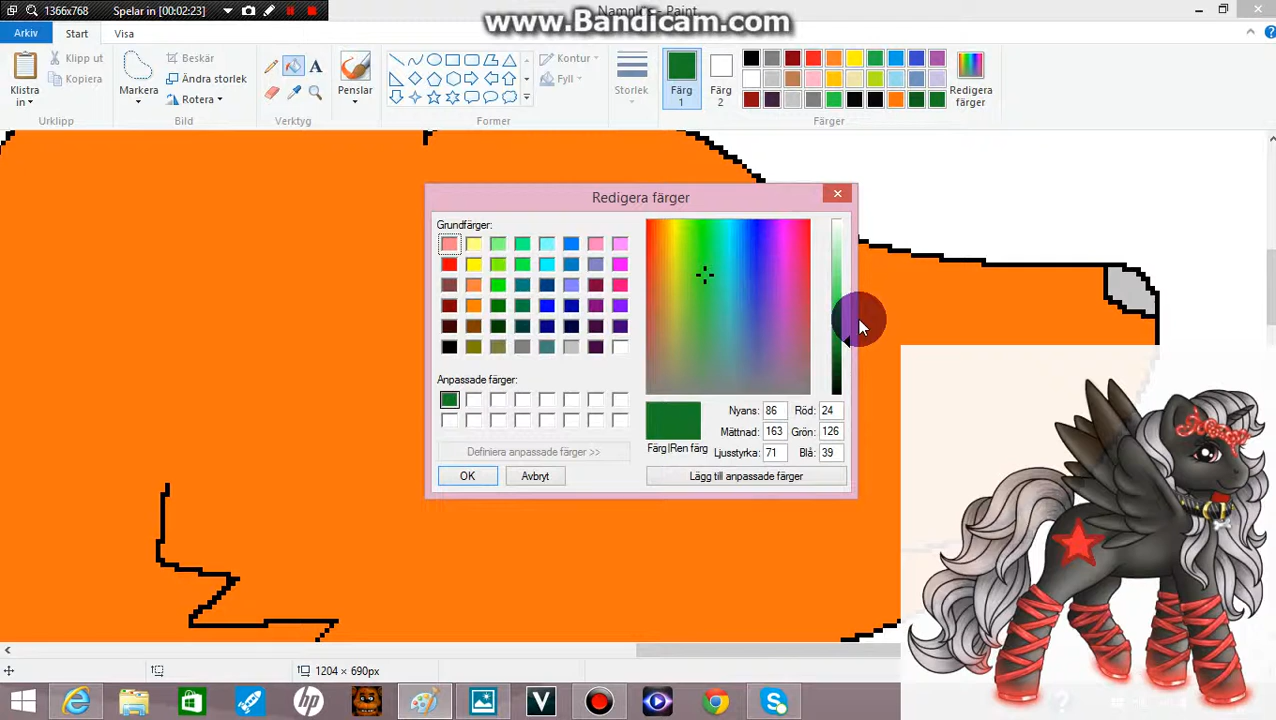 1366x768
Spelar in [00:02:23]
www.Bandicam.com
Paint
Arkiv
Start
Visa
Klistra
in
Klipp ut
Kopiera
Urklipp
Markera
Beskär
Ändra storlek
Rotera
Bild
A
Verktyg
Penslar
Kontur
Fyll
Former
Storlek
Färg
1
Färg
2
Redigera
färger
Färger
Redigera färger
Grundfärger:
Anpassade färger:
Definiera anpassade färger >>
OK
Avbryt
Färg|Ren färg
Nyans: 86
Röd: 24
Mättnad: 163
Grön: 126
Ljusstyrka: 71
Blå: 39
Lägg till anpassade färger
1204 × 690px
hp
V